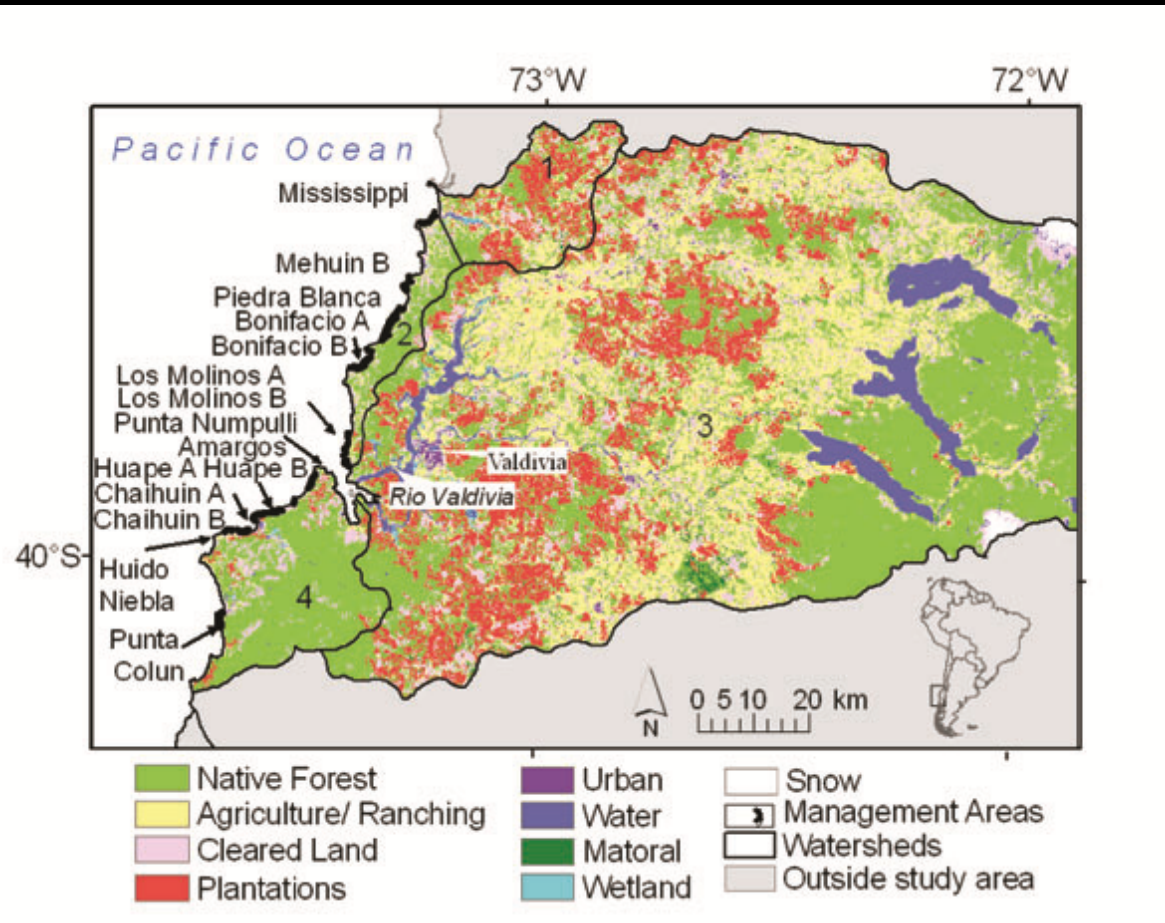 73°W 72°W
Pacific Ocean
1
Mississippi
Mehuin B
Piedra Blanca
Bonifacio A
2
Bonifacio B
Los Molinos A
Los Molinos B
Punta Numpulli
3
Amargos
Valdivia
Huape A Huape B
Chaihuin A
Rio Valdivia
Chaihuin B
40°S
Huido
Niebla
4
Punta
Colun
N
0 5 10 20 km
Native Forest
Agriculture/ Ranching
Cleared Land
Plantations
Urban
Water
Matoral
Wetland
Snow
Management Areas
Watersheds
Outside study area